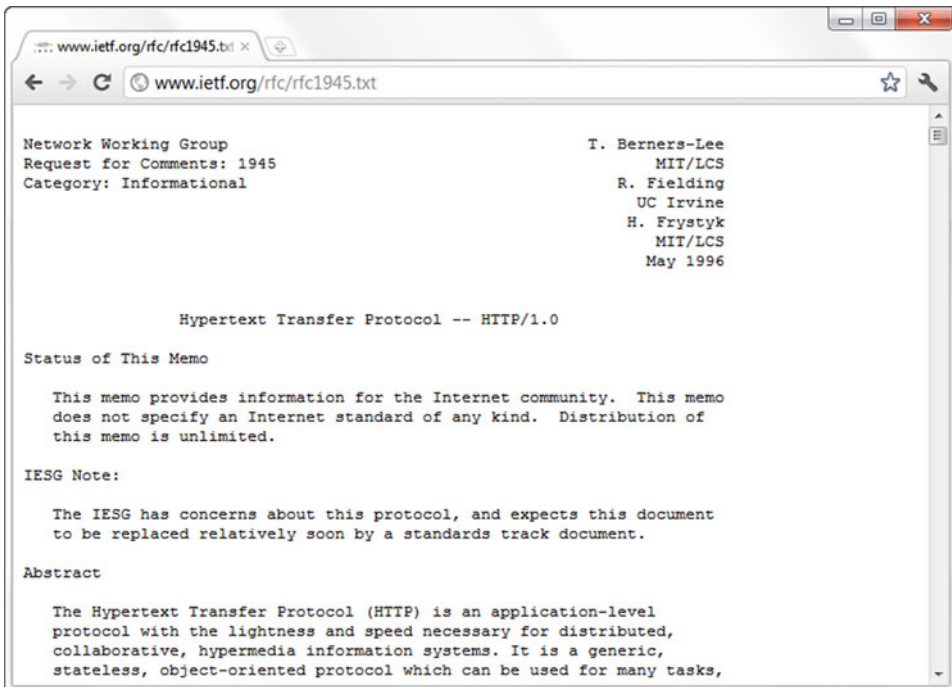 www.ietf.org/rfc/rfc1945.txt
www.ietf.org/rfc/rfc1945.txt
Network Working Group T. Berners-Lee
Request for Comments: 1945 MIT/LCS
Category: Informational R. Fielding
UC Irvine
H. Frystyk
MIT/LCS
May 1996
Hypertext Transfer Protocol -- HTTP/1.0
Status of This Memo
This memo provides information for the Internet community. This memo
does not specify an Internet standard of any kind. Distribution of
this memo is unlimited.
IESG Note:
The IESG has concerns about this protocol, and expects this document
to be replaced relatively soon by a standards track document.
Abstract
The Hypertext Transfer Protocol (HTTP) is an application-level
protocol with the lightness and speed necessary for distributed,
collaborative, hypermedia information systems. It is a generic,
stateless, object-oriented protocol which can be used for many tasks,